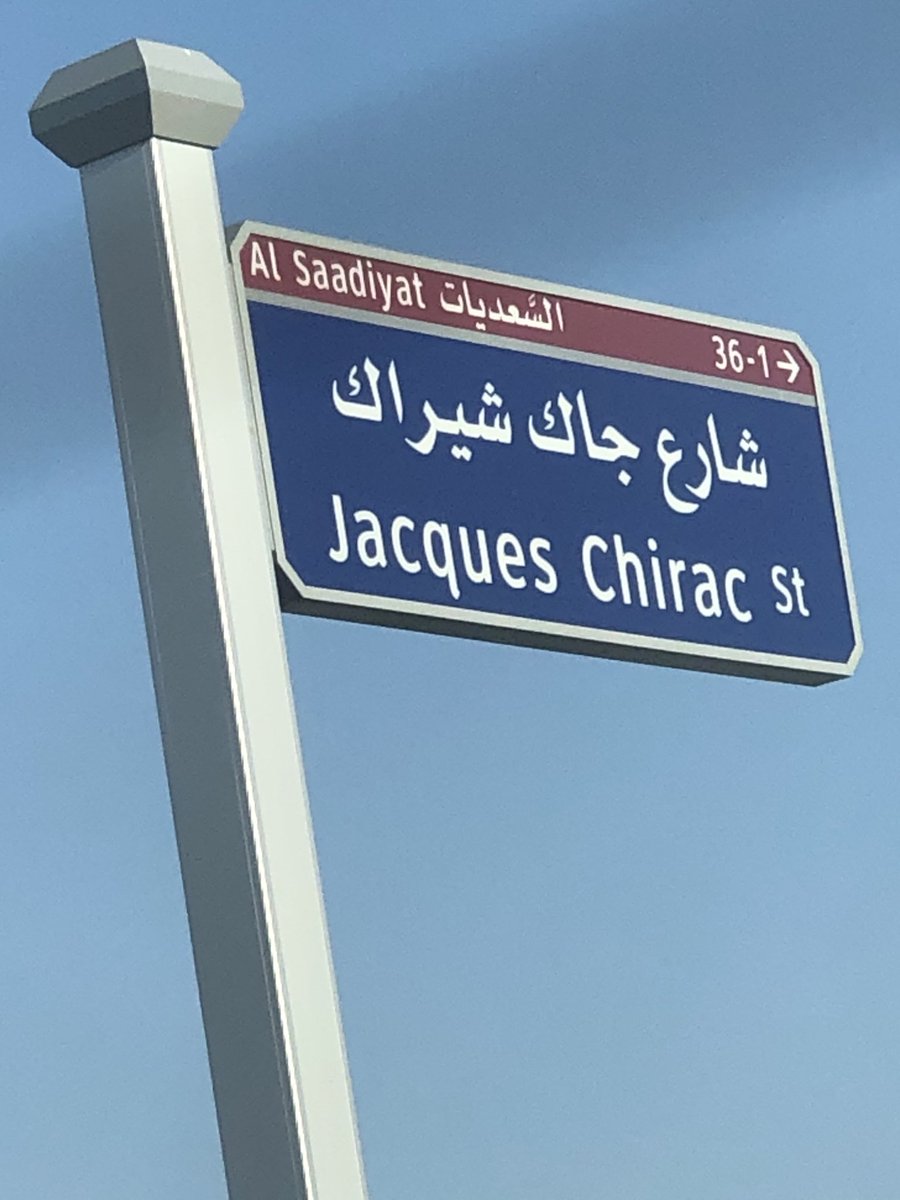 Al Saadiyat السَّعديات 36-1 →
شارع جاك شيراك
Jacques Chirac St